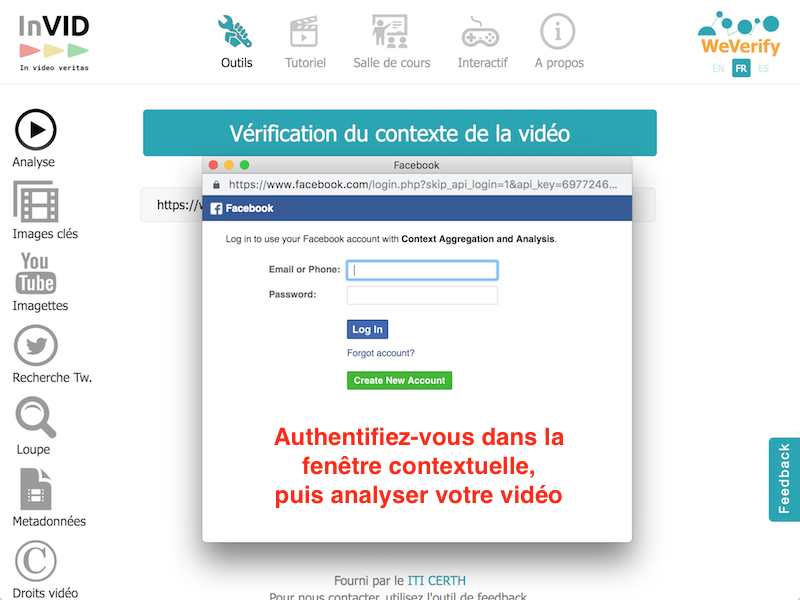 InVID
In video veritas
Outils
Tutoriel
Salle de cours
Interactif
A propos
WeVerify
EN FR ES
Analyse
Images clés
You
Tube
Imagettes
Recherche Tw.
Loupe
Metadonnées
C
Droits vidéo
Vérification du contexte de la vidéo
https://w
Facebook
https://www.facebook.com/login.php?skip_api_login=1&api_key=6977246...
f Facebook
Log in to use your Facebook account with Context Aggregation and Analysis.
Email or Phone:
Password:
Log In
Forgot account?
Create New Account
Authentifiez-vous dans la
fenêtre contextuelle,
puis analyser votre vidéo
Feedback
Fourni par le ITI CERTH
Pour nous contacter, utilisez l'outil de feedback